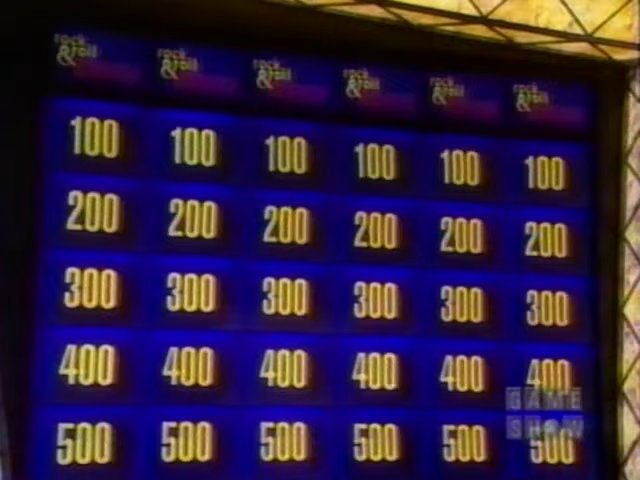 rock & roll rock & roll rock & roll rock & roll rock & roll rock & roll
100 100 100 100 100 100
200 200 200 200 200 200
300 300 300 300 300 300
400 400 400 400 400 400
500 500 500 500 500 500
GAME
SHOW